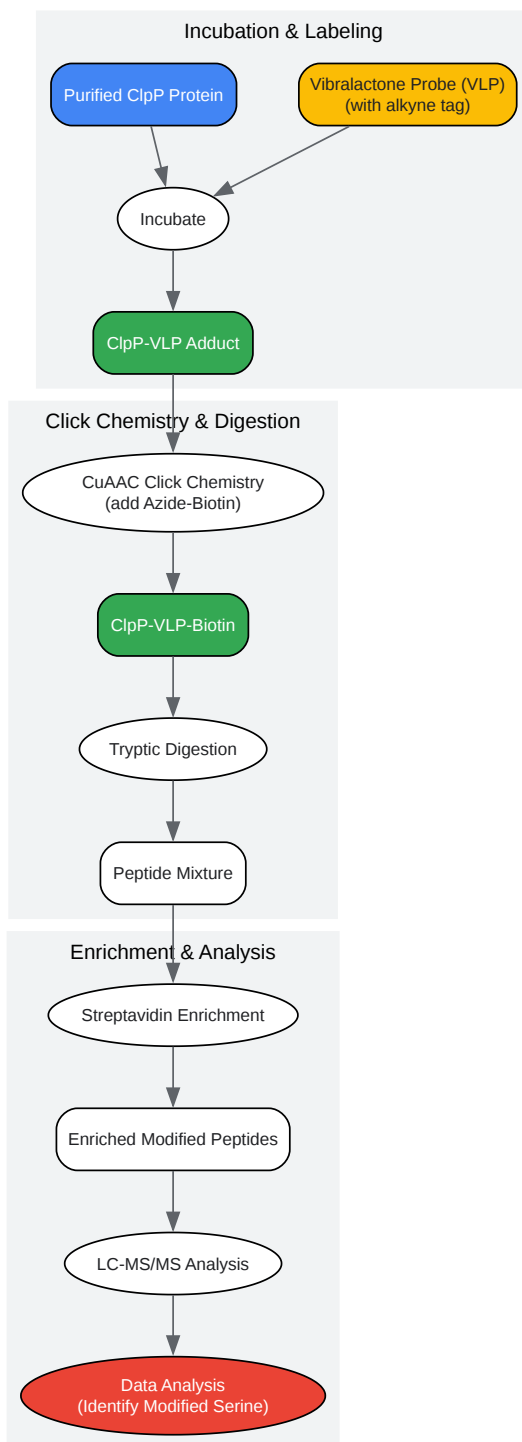 Incubation & Labeling
Purified ClpP Protein
Vibralactone Probe (VLP)
(with alkyne tag)
Incubate
ClpP-VLP Adduct
Click Chemistry & Digestion
CuAAC Click Chemistry
(add Azide-Biotin)
ClpP-VLP-Biotin
Tryptic Digestion
Peptide Mixture
Enrichment & Analysis
Streptavidin Enrichment
Enriched Modified Peptides
LC-MS/MS Analysis
Data Analysis
(Identify Modified Serine)